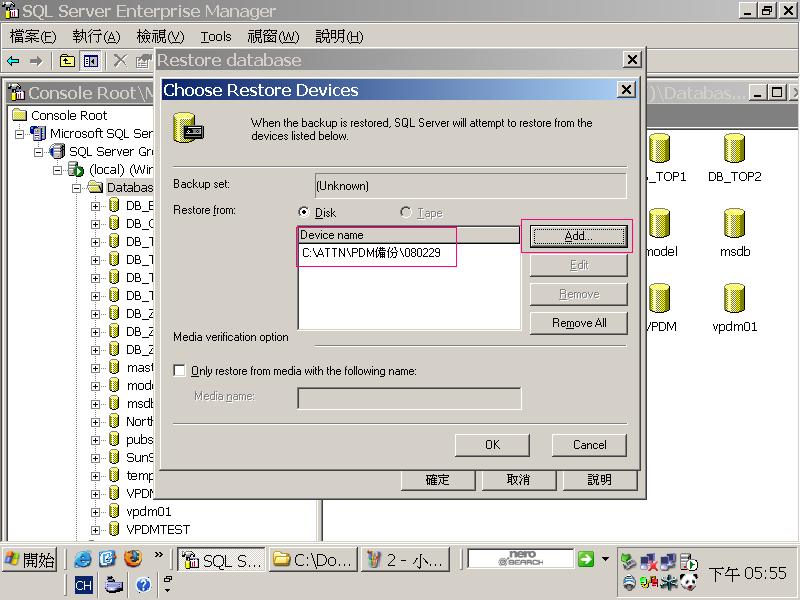 SQL Server Enterprise Manager
檔案(F) 執行(A) 檢視(V) Tools 視窗(W) 說明(H)
Restore database
Console Root\M
)\Databas...
Choose Restore Devices
When the backup is restored, SQL Server will attempt to restore from the
devices listed below.
Backup set: (Unknown)
Restore from: Disk Tape
Device name
C:\ATTN\PDM備份\080229
Add...
Edit
Remove
Remove All
Media verification option
Only restore from media with the following name:
Media name:
OK Cancel
確定 取消 說明
Console Root
Microsoft SQL Ser
SQL Server Gro
(local) (Win
Databas
DB_E
DB_
DB_T
DB_
DB_T
DB_T
DB_Z
DB_Z
DB_Z
mast
mode
msdb
North
pubs
SunS
temp
VPDM
vpdm01
VPDMTEST
_TOP1 DB_TOP2
model msdb
VPDM vpdm01
開始 SQL S... C:\Do... 2 - 小... nero
@SEARCH
CH
下午 05:55